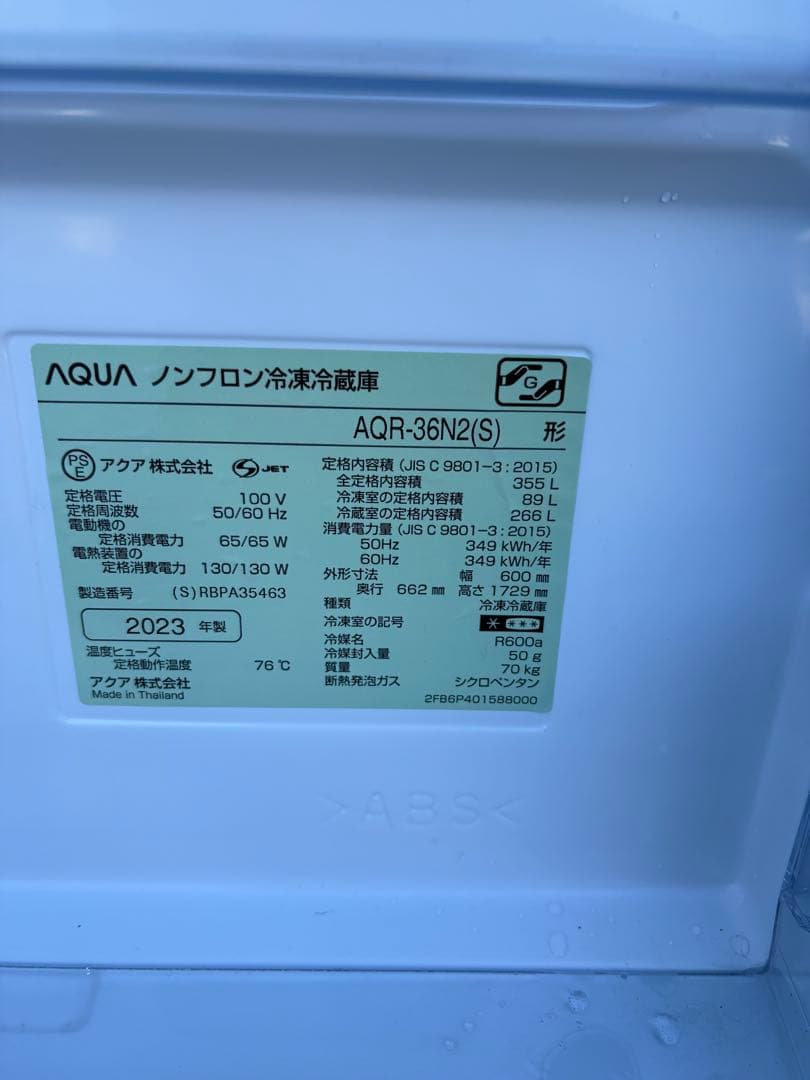 AQUA ノンフロン冷凍冷蔵庫
G
AQR-36N2(S) 形
PSE アクア株式会社 S JET
定格電圧 100 V
定格周波数 50/60 Hz
電動機の
定格消費電力 65/65 W
電熱装置の
定格消費電力 130/130 W
製造番号 (S)RBPA35463
2023 年製
温度ヒューズ
定格動作温度 76 ℃
アクア株式会社
Made in Thailand
定格内容積 (JIS C 9801-3 : 2015)
全定格内容積 355 L
冷凍室の定格内容積 89 L
冷蔵室の定格内容積 266 L
消費電力量 (JIS C 9801-3 : 2015)
50Hz 349 kWh/年
60Hz 349 kWh/年
外形寸法 幅 600 mm
奥行 662 mm 高さ 1729 mm
種類 冷凍冷蔵庫
冷凍室の記号 * ***
冷媒名 R600a
冷媒封入量 50 g
質量 70 kg
断熱発泡ガス シクロペンタン
2FB6P401588000
>ABS<